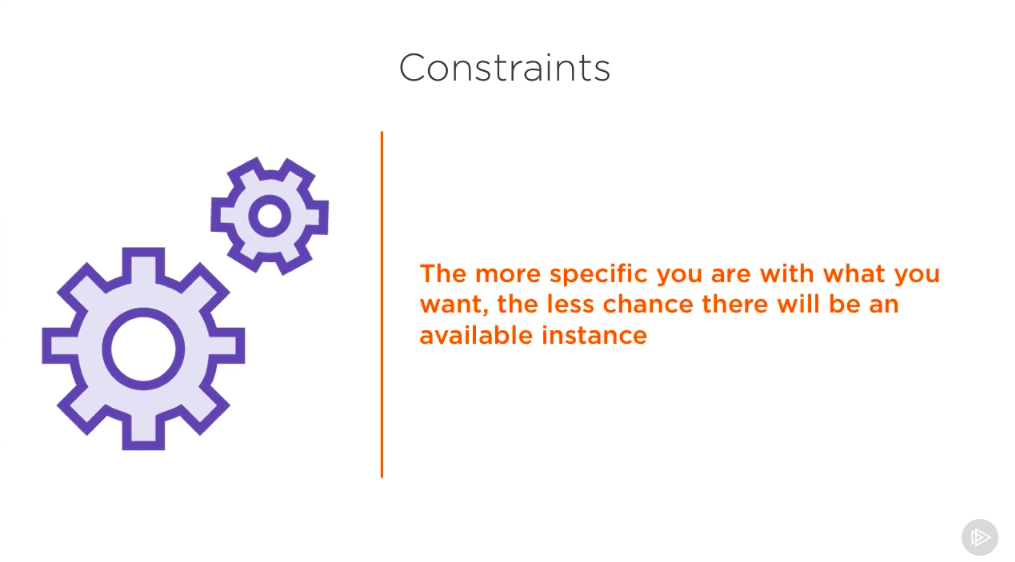 Constraints
The more specific you are with what you
want, the less chance there will be an
available instance